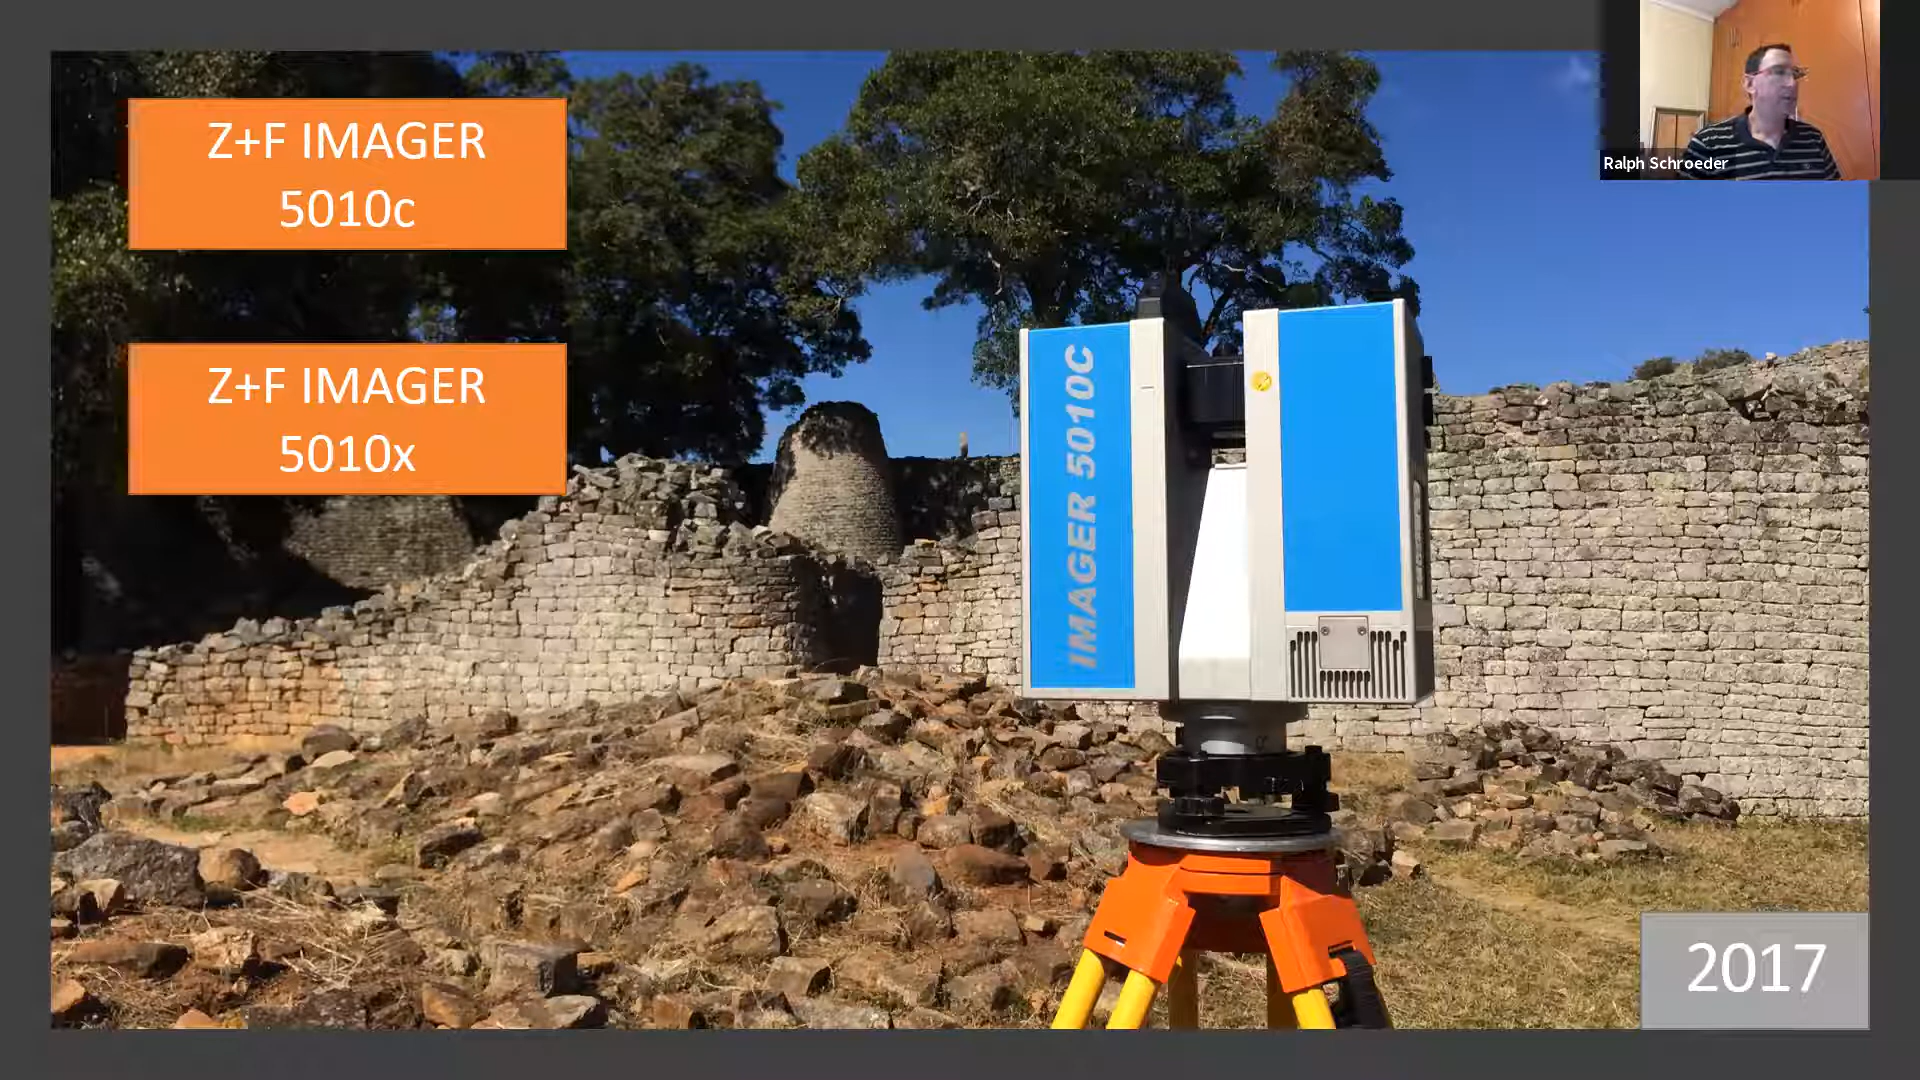 Z+F IMAGER
5010c
Z+F IMAGER
5010x
IMAGER 5010C
Ralph Schroeder
2017